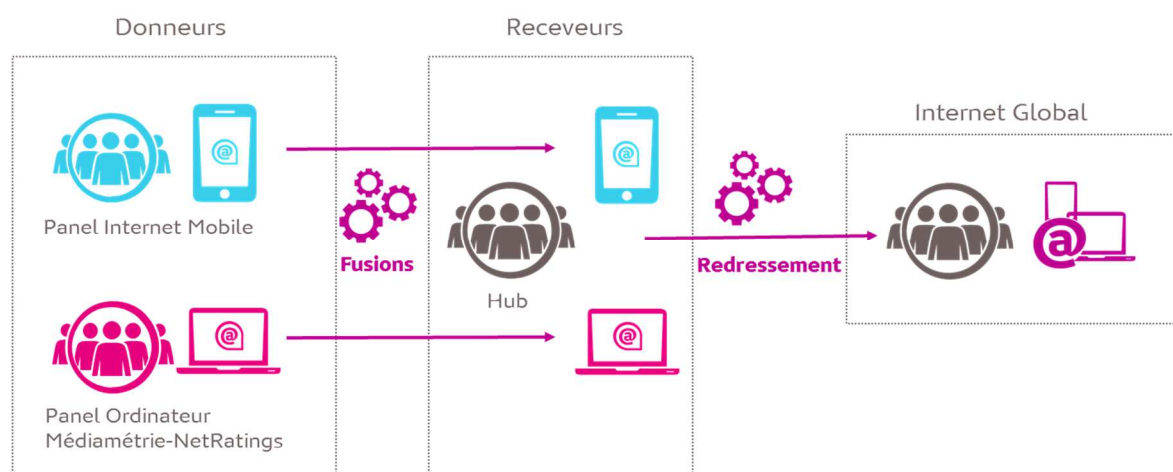 Donneurs
Receveurs
Internet Global
@
@
Panel Internet Mobile
Fusions
Hub
Redressement
@
@
@
Panel Ordinateur
Médiamétrie-NetRatings